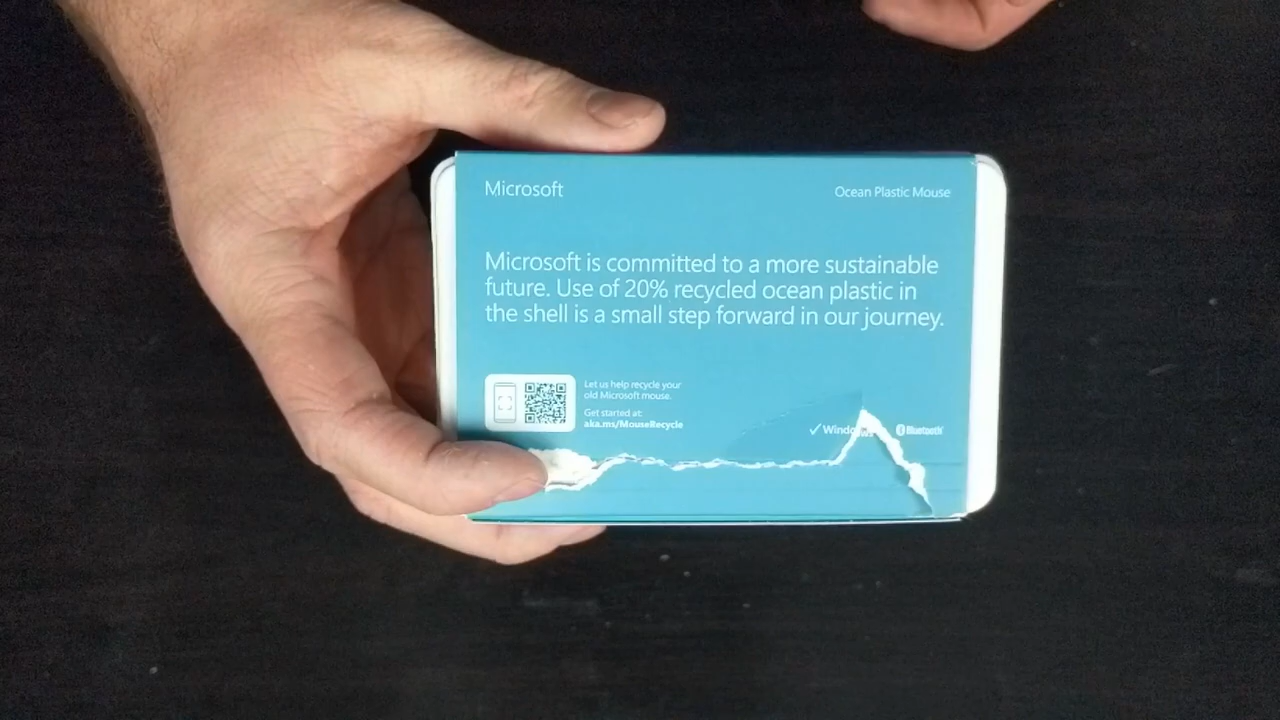 Microsoft
Ocean Plastic Mouse
Microsoft is committed to a more sustainable
future. Use of 20% recycled ocean plastic in
the shell is a small step forward in our journey.
Let us help recycle your
old Microsoft mouse.
Get started at:
aka.ms/MouseRecycle
Windows
Bluetooth